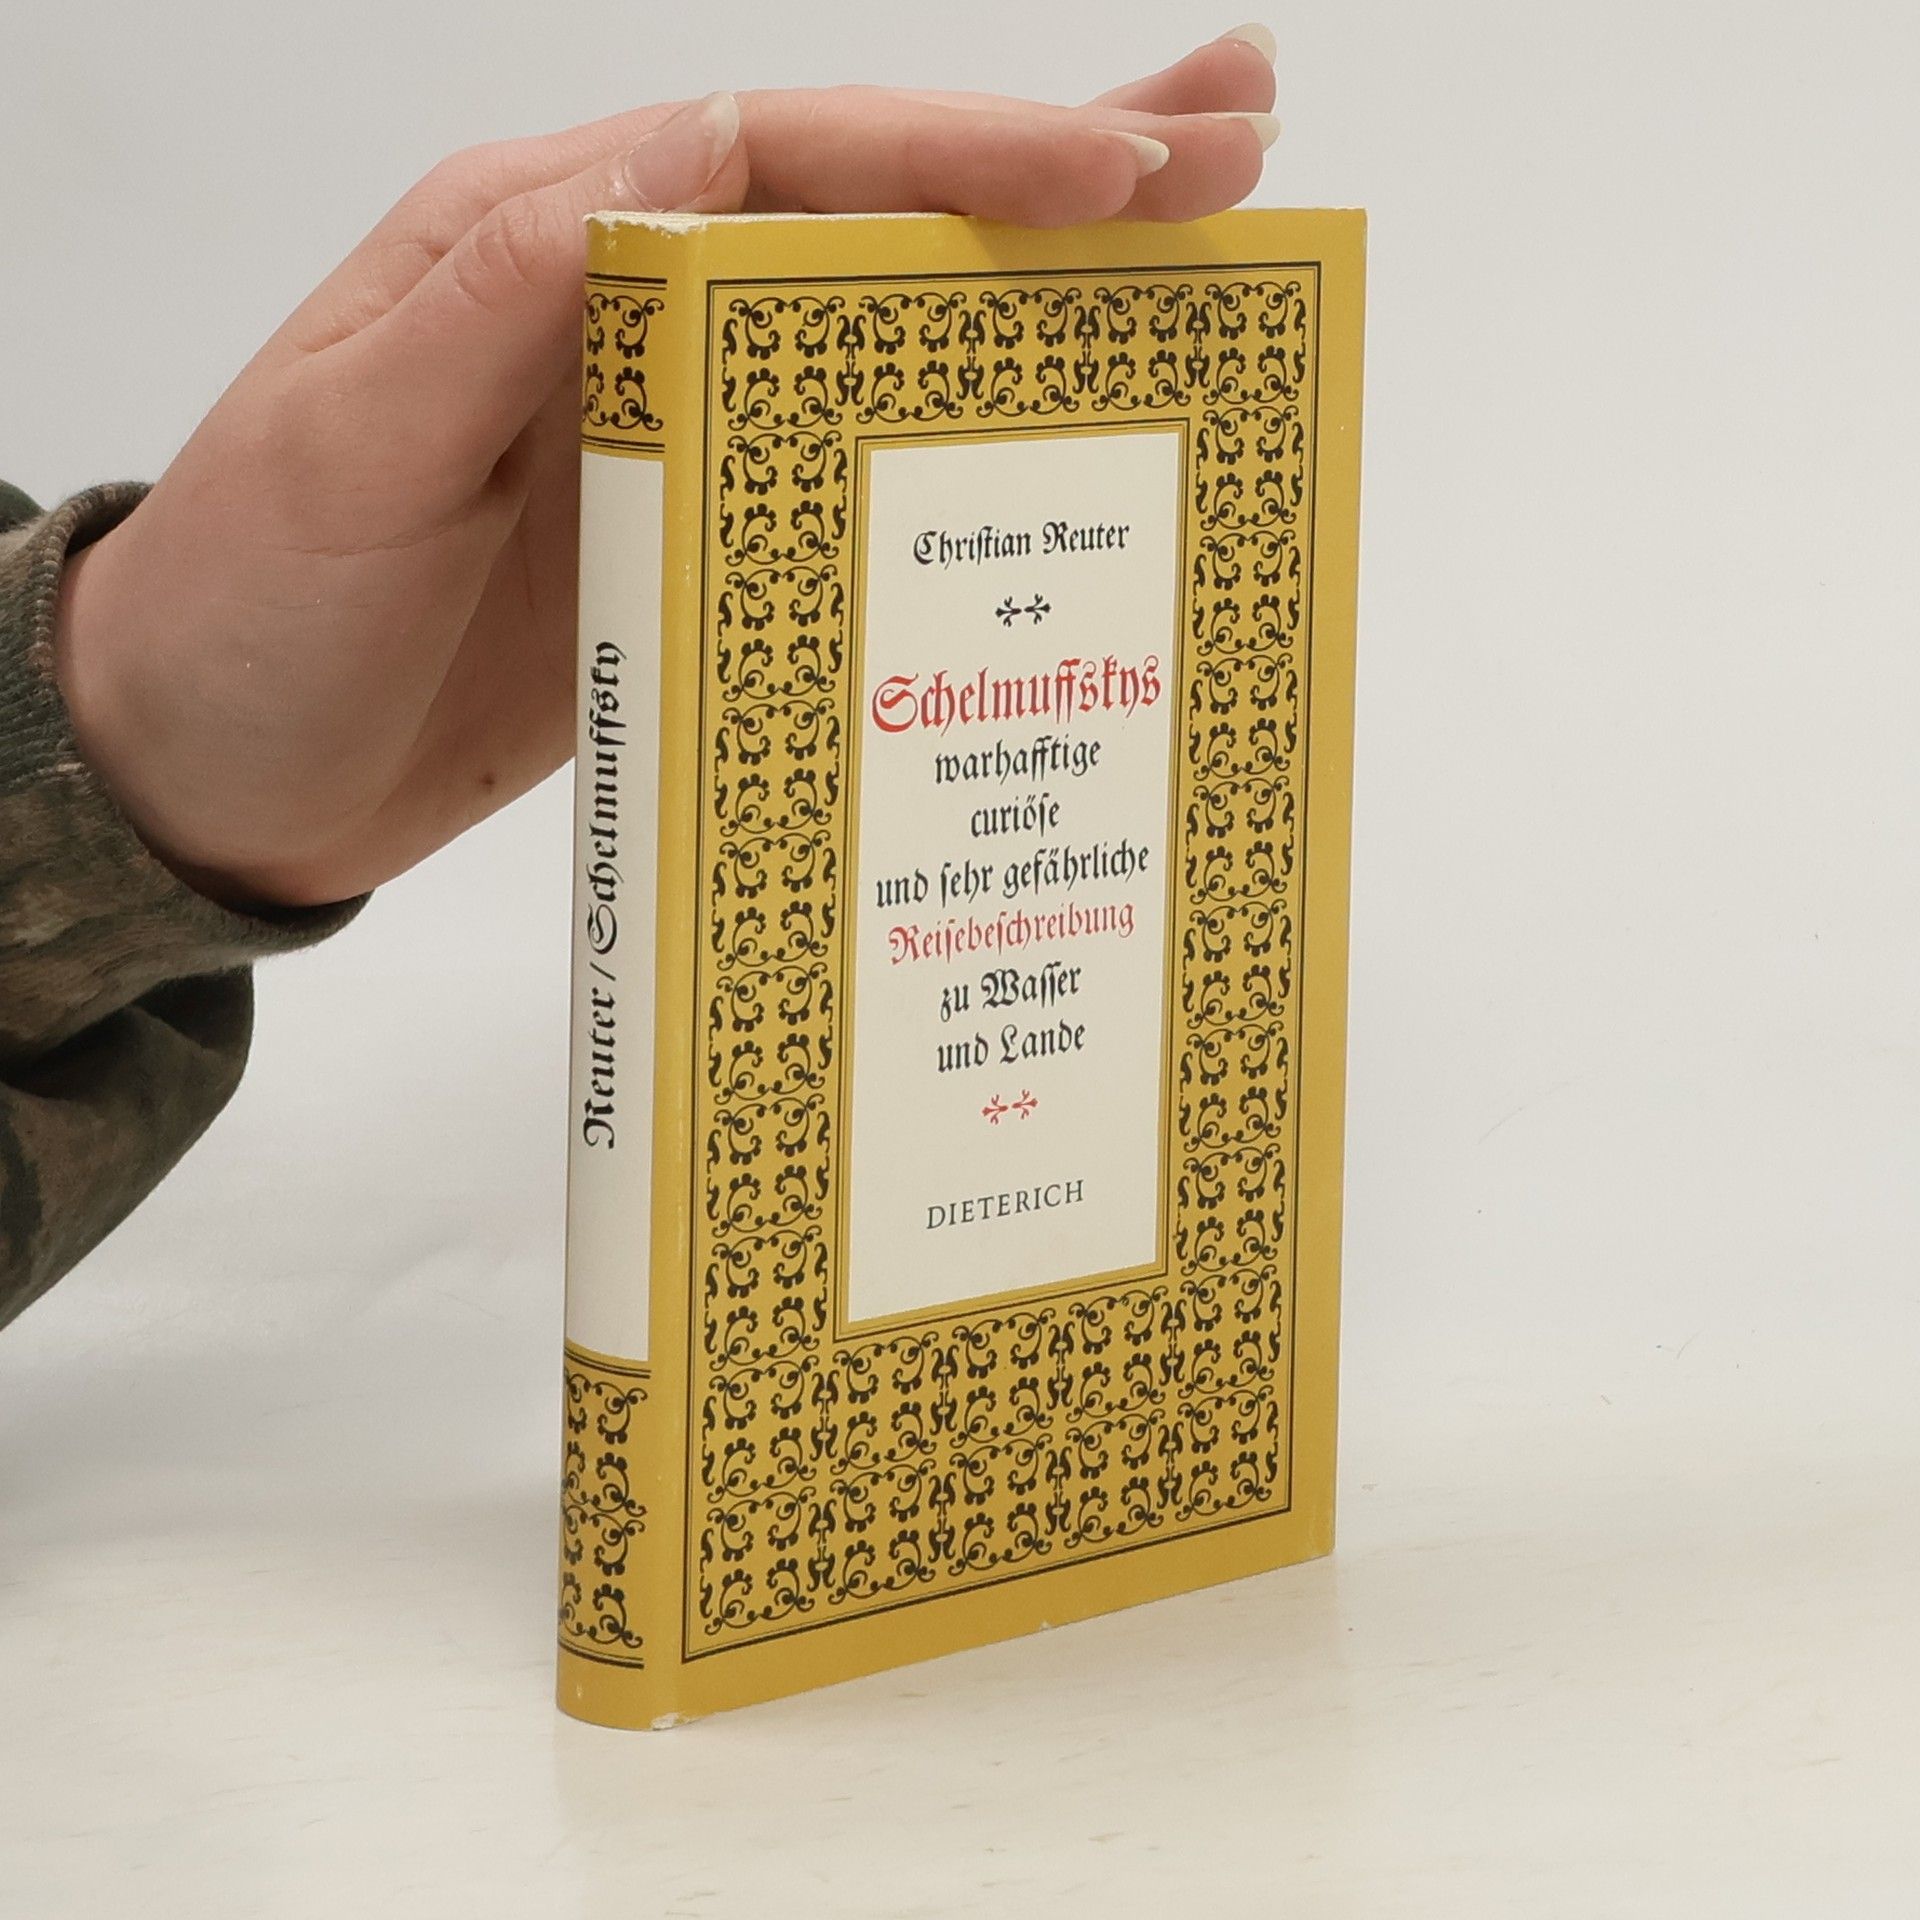 Reuter / Schelmuffsky
Chriſtian Reuter
Schelmuffskys
warhafftige
curiöſe
und ſehr gefährliche
Reiſebeſchreibung
zu Waſſer
und Lande
DIETERICH